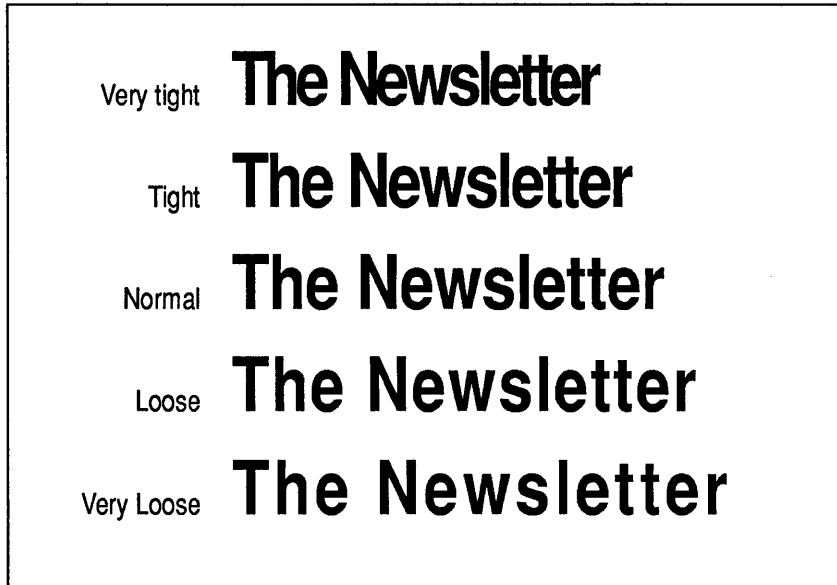 Very tight The Newsletter
Tight The Newsletter
Normal The Newsletter
Loose The Newsletter
Very Loose The Newsletter